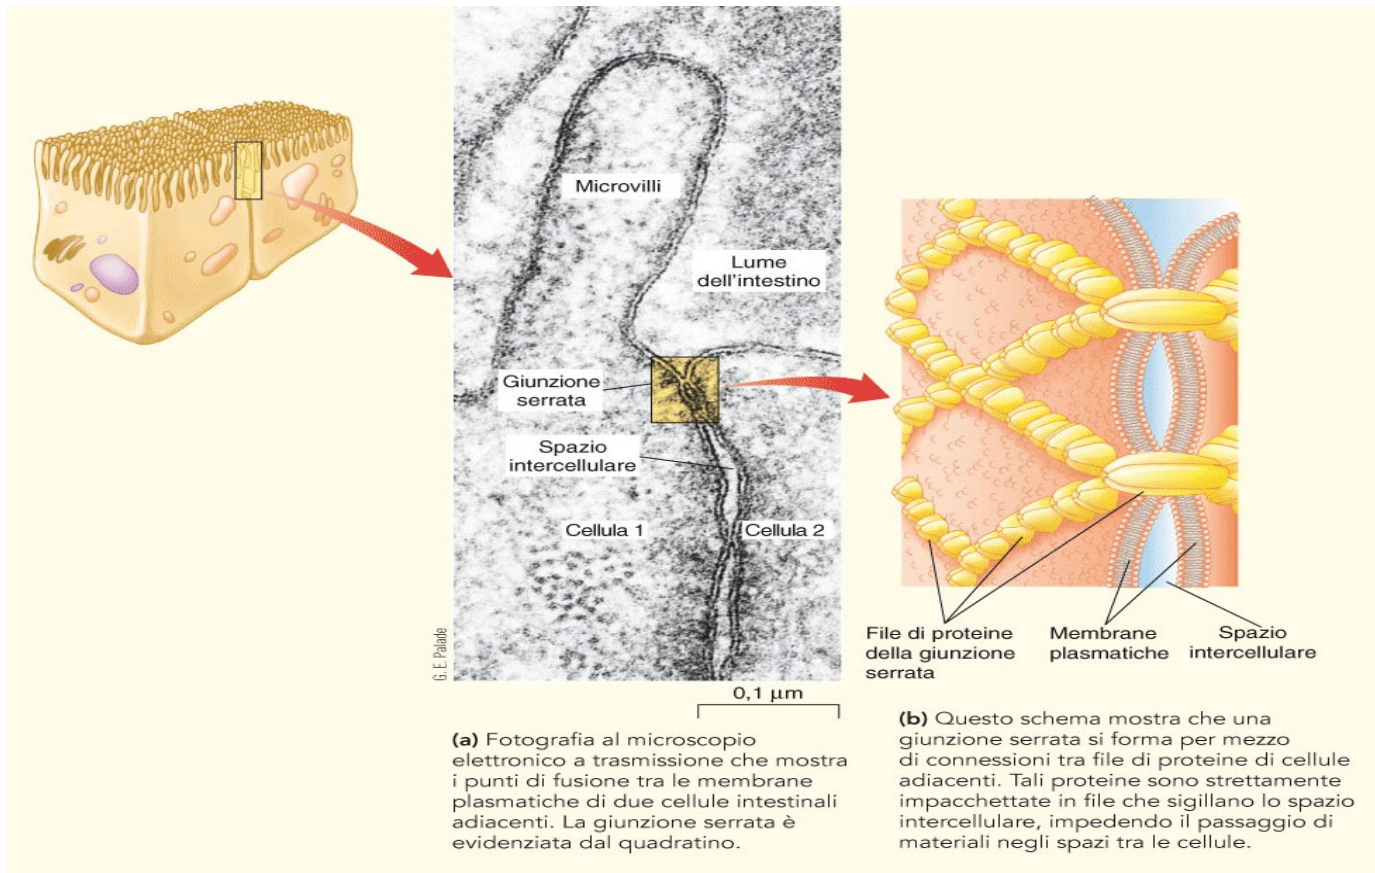 Microvilli
Lume
dell'intestino
Giunzione
serrata
Spazio
intercellulare
Cellula 1
Cellula 2
G. E. Palade
0,1 µm
(a) Fotografia al microscopio
elettronico a trasmissione che mostra
i punti di fusione tra le membrane
plasmatiche di due cellule intestinali
adiacenti. La giunzione serrata è
evidenziata dal quadratino.
File di proteine
della giunzione
serrata
Membrane
plasmatiche
Spazio
intercellulare
(b) Questo schema mostra che una
giunzione serrata si forma per mezzo
di connessioni tra file di proteine di cellule
adiacenti. Tali proteine sono strettamente
impacchettate in file che sigillano lo spazio
intercellulare, impedendo il passaggio di
materiali negli spazi tra le cellule.